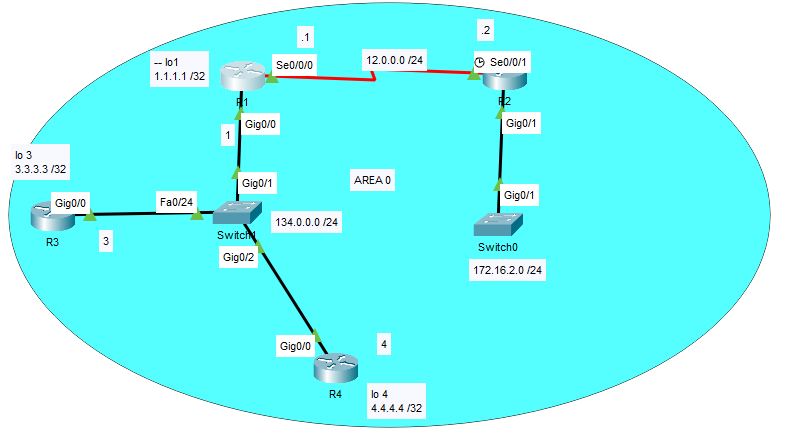 .1
.2
12.0.0.0 /24
-- lo1
1.1.1.1 /32
Se0/0/0
Se0/0/1
R1
R2
Gig0/0
Gig0/1
1
lo 3
3.3.3.3 /32
Gig0/1
AREA 0
Gig0/1
Gig0/0
Fa0/24
134.0.0.0 /24
R3
3
Switch1
Switch0
Gig0/2
172.16.2.0 /24
Gig0/0
4
R4
lo 4
4.4.4.4 /32